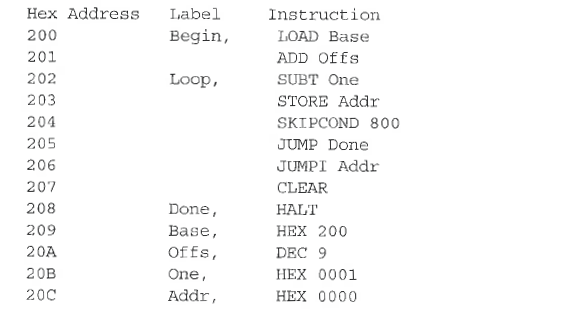 Hex Address Label Instruction
200 Begin, LOAD Base
201 ADD Offs
202 Loop, SUBT One
203 STORE Addr
204 SKIPCOND 800
205 JUMP Done
206 JUMPI Addr
207 CLEAR
208 Done, HALT
209 Base, HEX 200
20A Offs, DEC 9
20B One, HEX 0001
20C Addr, HEX 0000